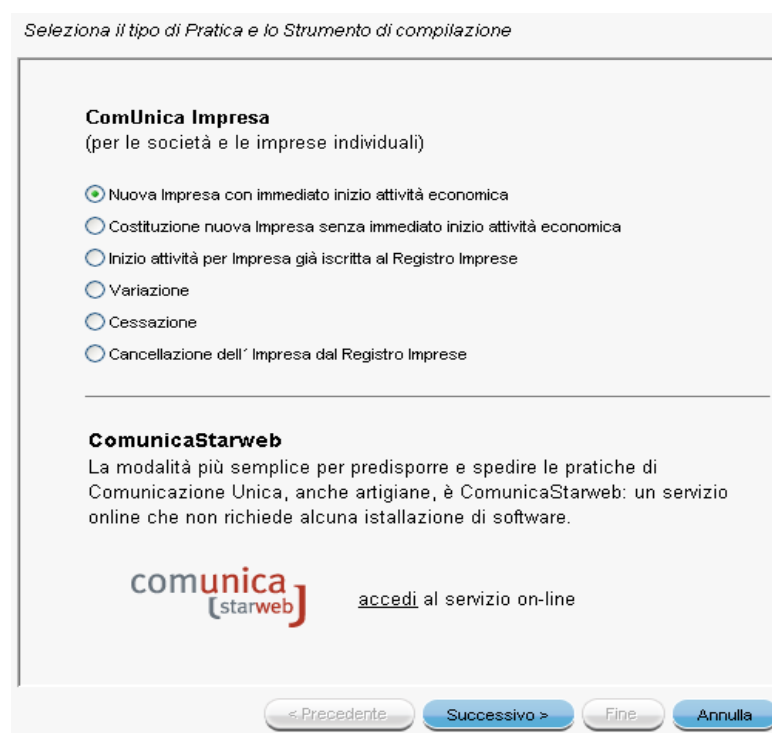 Seleziona il tipo di Pratica e lo Strumento di compilazione
ComUnica Impresa
(per le società e le imprese individuali)
Nuova Impresa con immediato inizio attività economica
Costituzione nuova Impresa senza immediato inizio attività economica
Inizio attività per Impresa già iscritta al Registro Imprese
Variazione
Cessazione
Cancellazione dell´ Impresa dal Registro Imprese
ComunicaStarweb
La modalità più semplice per predisporre e spedire le pratiche di
Comunicazione Unica, anche artigiane, è ComunicaStarweb: un servizio
online che non richiede alcuna istallazione di software.
comunica
[starweb]
accedi al servizio on-line
< Precedente Successivo > Fine Annulla